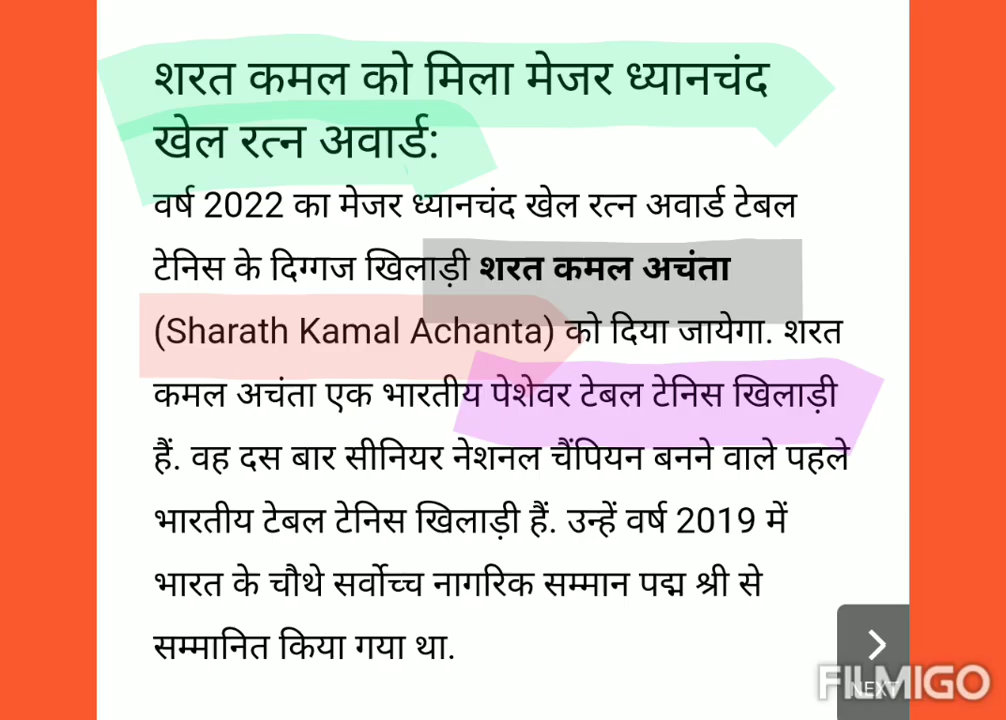 शरत कमल को मिला मेजर ध्यानचंद
खेल रत्न अवार्ड:
वर्ष 2022 का मेजर ध्यानचंद खेल रत्न अवार्ड टेबल
टेनिस के दिग्गज खिलाड़ी शरत कमल अचंता
(Sharath Kamal Achanta) को दिया जायेगा. शरत
कमल अचंता एक भारतीय पेशेवर टेबल टेनिस खिलाड़ी
हैं. वह दस बार सीनियर नेशनल चैंपियन बनने वाले पहले
भारतीय टेबल टेनिस खिलाड़ी हैं. उन्हें वर्ष 2019 में
भारत के चौथे सर्वोच्च नागरिक सम्मान पद्म श्री से
सम्मानित किया गया था.
NEXT
FILMIGO